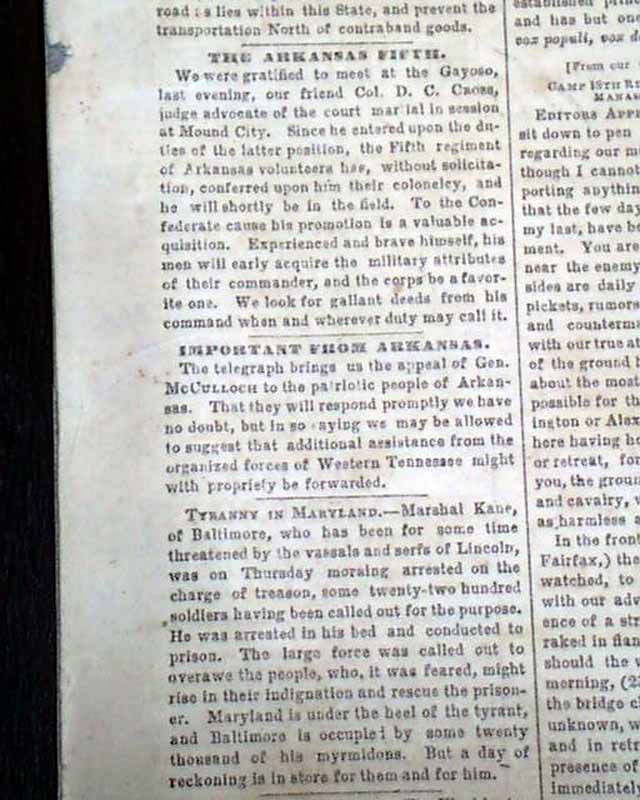 road : s lies within this State, and prevent the
transportation North of contraband goods.
THE ARKANSAS FIFTH.
We were gratified to meet at the Gayoso,
last evening, our friend Col. D. C. Cross,
judge advocate of the court mar ial in session
at Mound City. Since he entered upon the du-
ties of the latter position, the Fifth regiment
of Arkansas volunteers has, without solicita-
tion, conferred upon him their colonelcy, and
he will shortly be in the field. To the Con-
federate cause his promotion is a valuable ac-
quisition. Experienced and brave himself, his
men will early acquire the military attributes
of their commander, and the corps be a favor-
ite one. We look for gallant deeds from his
command when and wherever duty may call it.
IMPORTANT FROM ARKANSAS.
The telegraph brings us the appeal of Gen.
McCULLOCH to the patriotic people of Arkan-
sas. That they will respond promptly we have
no doubt, but in so saying we may be allowed
to suggest that additional assistance from the
organized forces of Western Tennessee might
with propriety be forwarded.
TYRANNY IN MARYLAND.—Marshal Kane,
of Baltimore, who has been for some time
threatened by the vassals and serfs of Lincoln,
was on Thursday morning arrested on the
charge of treason, some twenty-two hundred
soldiers having been called out for the purpose.
He was arrested in his bed and conducted to
prison. The large force was called out to
overawe the people, who, it was feared, might
rise in their indignation and rescue the prison-
er. Maryland is under the heel of the tyrant,
and Baltimore is occupied by some twenty
thousand of his myrmidons. But a day of
reckoning is in store for them and for him.
established
and has but one
vox populi, vox d
[From our
CAMP 18TH
MANAS
EDITORS APPE
sit down to pen
regarding our m
though I cannot
porting anythin
that the few day
my last, have b
ment. You are
near the enemy
sides are daily
pickets, rumor
and counterm
with our true at
of the ground
about the most
possible for th
ington or Alex
here having h
or retreat, for
you, the groun
and cavalry, 
as harmless
In the front
Fairfax,) the
watched, to
with our adv
ence of a str
raked in flan
should the
morning, (23
the bridge c
unknown, w
and in retr
presence of
immediatel